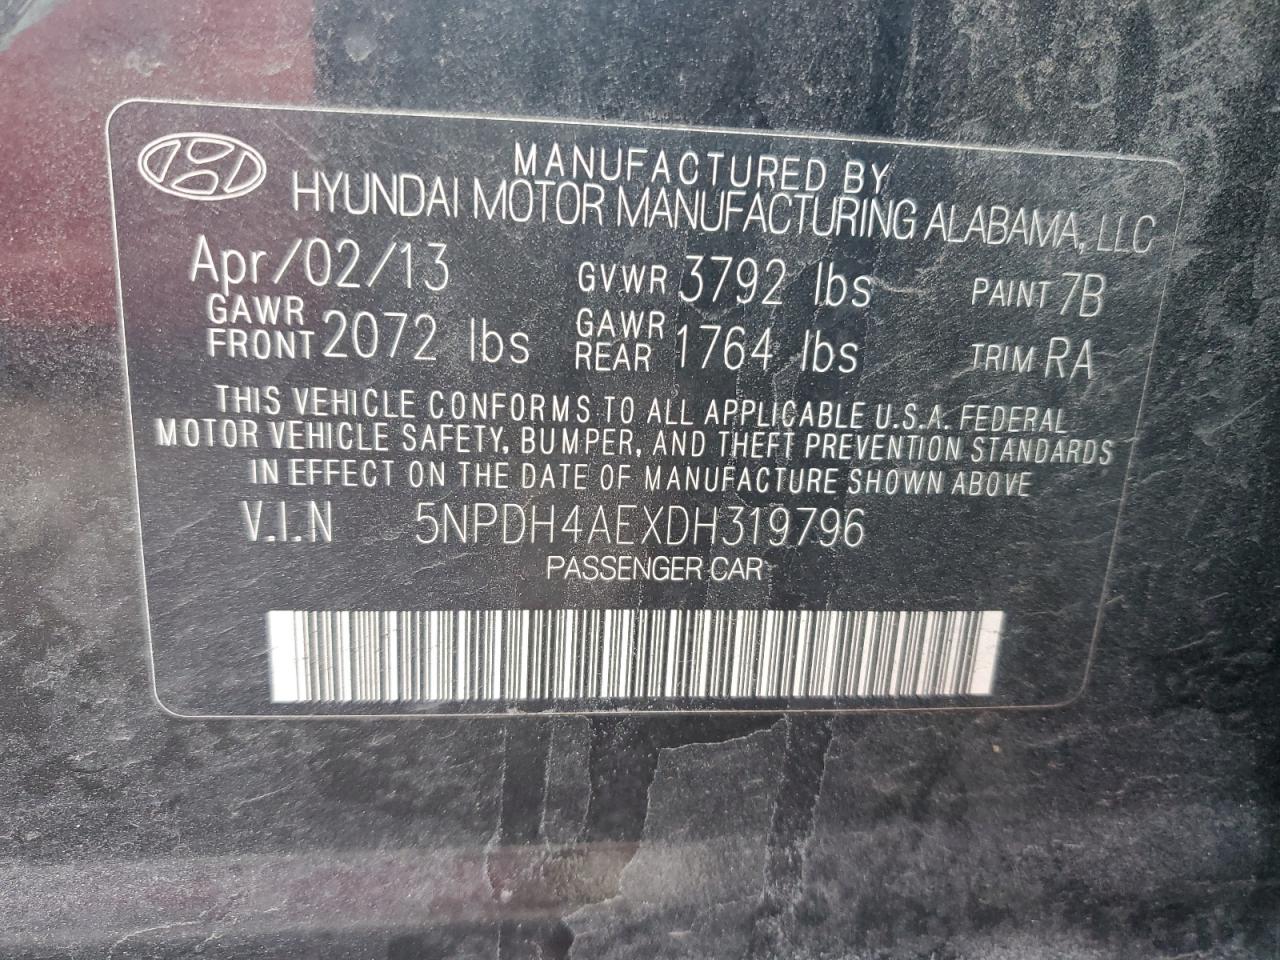 MANUFACTURED BY
HYUNDAI MOTOR MANUFACTURING ALABAMA, LLC
Apr/02/13 GVWR 3792 lbs PAINT 7B
GAWR FRONT 2072 lbs GAWR REAR 1764 lbs TRIM RA
THIS VEHICLE CONFORMS TO ALL APPLICABLE U.S.A. FEDERAL
MOTOR VEHICLE SAFETY, BUMPER, AND THEFT PREVENTION STANDARDS
IN EFFECT ON THE DATE OF MANUFACTURE SHOWN ABOVE
V.I.N 5NPDH4AEXDH319796
PASSENGER CAR